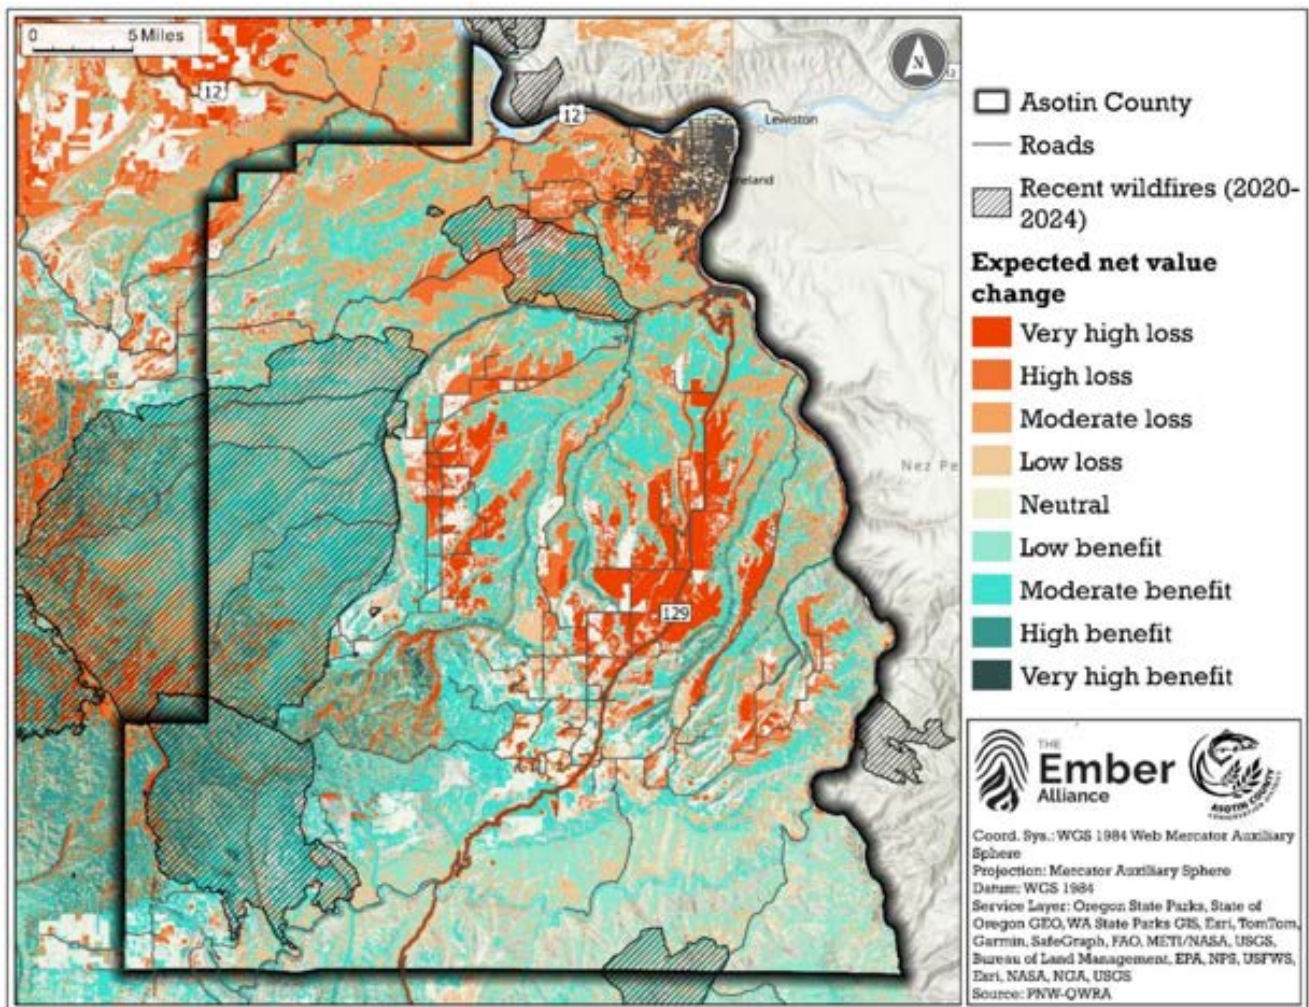 0 5 Miles
N
12
12
Lewiston
Nez Pe
129
Asotin County
Roads
Recent wildfires (2020-
2024)
Expected net value
change
Very high loss
High loss
Moderate loss
Low loss
Neutral
Low benefit
Moderate benefit
High benefit
Very high benefit
THE
Ember
Alliance
ASOTIN COUNTY
CONSERVATION DISTRICT
Coord. Sys.: WGS 1984 Web Mercator Auxiliary
Sphere
Projection: Mercator Auxiliary Sphere
Datum: WGS 1984
Service Layer: Oregon State Parks, State of
Oregon GEO, WA State Parks GIS, Esri, TomTom,
Garmin, SafeGraph, FAO, METI/NASA, USGS,
Bureau of Land Management, EPA, NPS, USFWS,
Esri, NASA, NGA, USGS
Source: PNW-QWRA